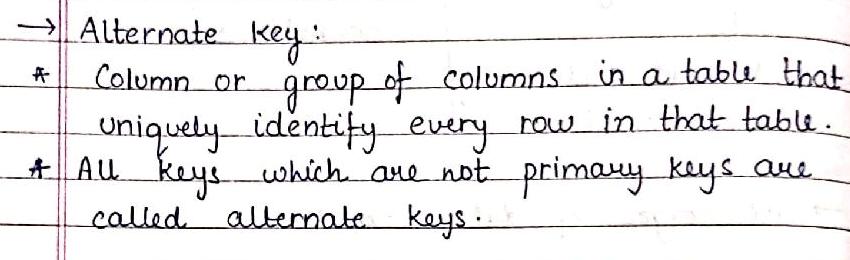 → Alternate key :
* Column or group of columns in a table that
uniquely identify every row in that table.
* All keys which are not primary keys are
called alternate keys.